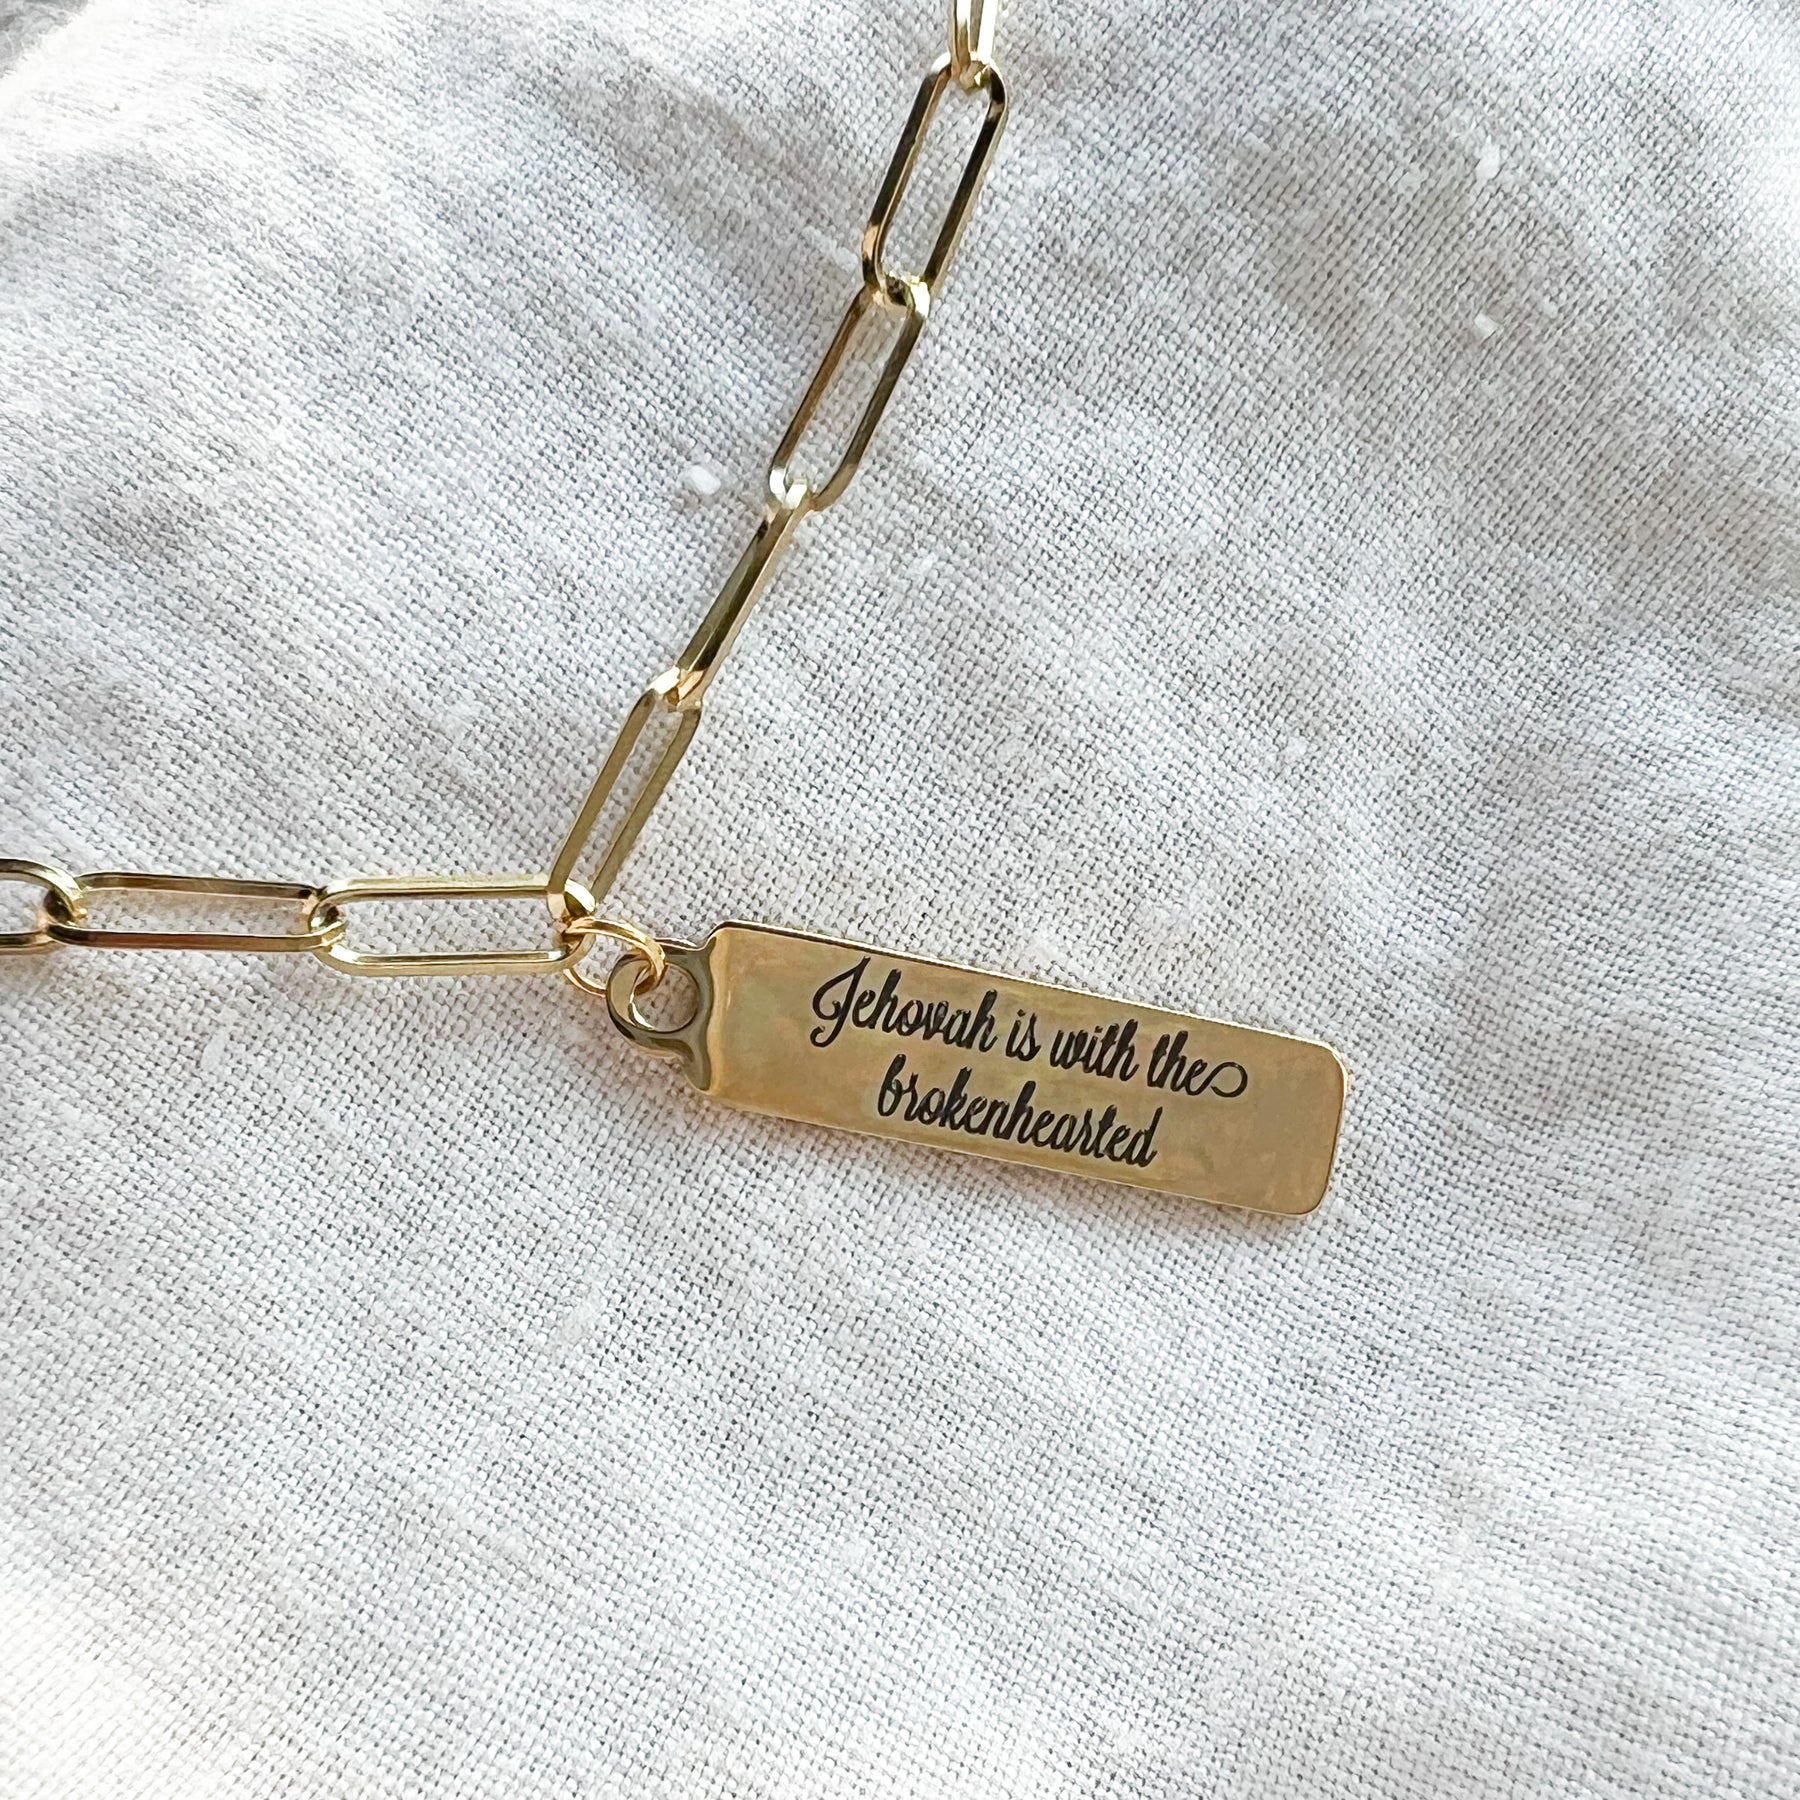 Jehovah is with the
brokenhearted